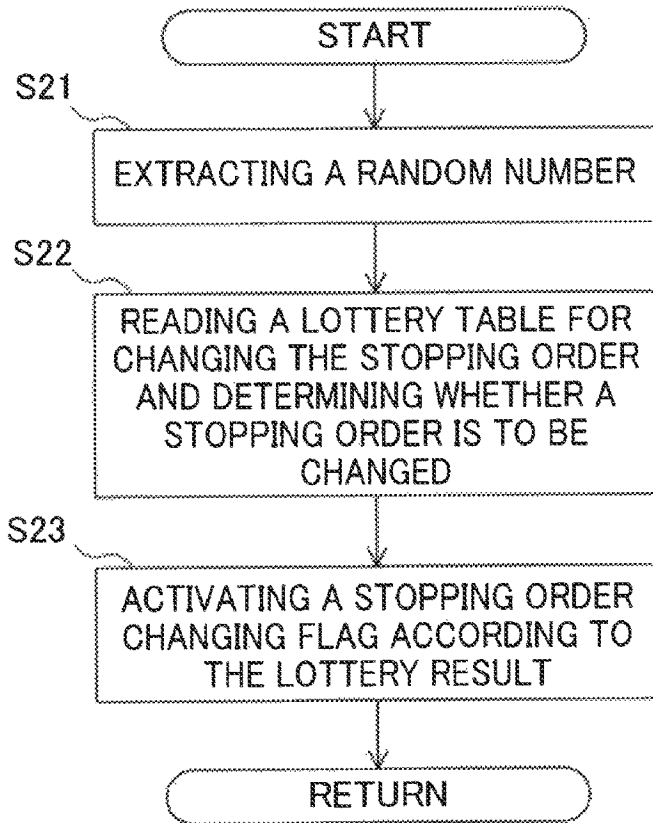 START
S21
EXTRACTING A RANDOM NUMBER
S22
READING A LOTTERY TABLE FOR
CHANGING THE STOPPING ORDER
AND DETERMINING WHETHER A
STOPPING ORDER IS TO BE
CHANGED
S23
ACTIVATING A STOPPING ORDER
CHANGING FLAG ACCORDING TO
THE LOTTERY RESULT
RETURN